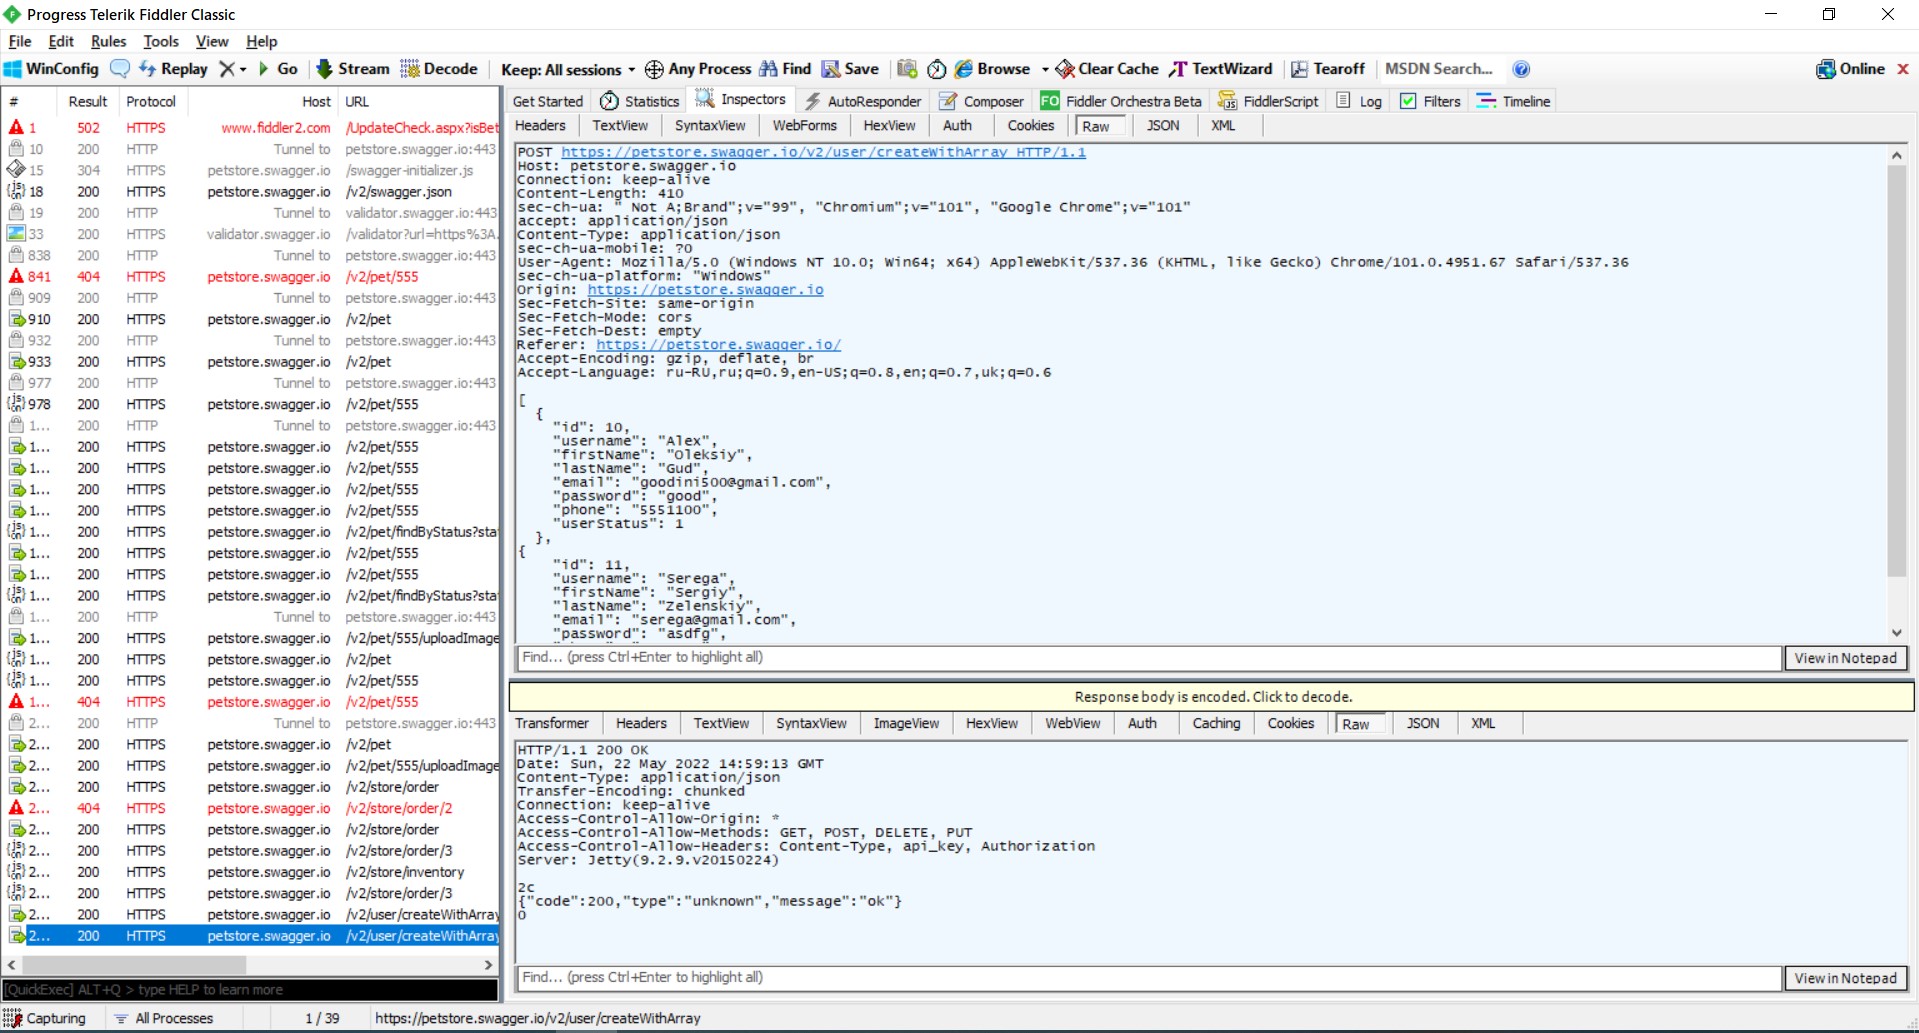 Progress Telerik Fiddler Classic
File Edit Rules Tools View Help
WinConfig Replay Go Stream Decode Keep: All sessions Any Process Find Save Browse Clear Cache TextWizard Tearoff MSDN Search... Online
# Result Protocol Host URL
1 502 HTTPS www.fiddler2.com /UpdateCheck.aspx?isBet
10 200 HTTP Tunnel to petstore.swagger.io:443
15 304 HTTPS petstore.swagger.io /swagger-initializer.js
18 200 HTTPS petstore.swagger.io /v2/swagger.json
19 200 HTTP Tunnel to validator.swagger.io:443
33 200 HTTPS validator.swagger.io /validator?url=https%3A.
838 200 HTTP Tunnel to petstore.swagger.io:443
841 404 HTTPS petstore.swagger.io /v2/pet/555
909 200 HTTP Tunnel to petstore.swagger.io:443
910 200 HTTPS petstore.swagger.io /v2/pet
932 200 HTTP Tunnel to petstore.swagger.io:443
933 200 HTTPS petstore.swagger.io /v2/pet
977 200 HTTP Tunnel to petstore.swagger.io:443
978 200 HTTPS petstore.swagger.io /v2/pet/555
1... 200 HTTP Tunnel to petstore.swagger.io:443
1... 200 HTTPS petstore.swagger.io /v2/pet/555
1... 200 HTTPS petstore.swagger.io /v2/pet/555
1... 200 HTTPS petstore.swagger.io /v2/pet/555
1... 200 HTTPS petstore.swagger.io /v2/pet/555
1... 200 HTTPS petstore.swagger.io /v2/pet/findByStatus?sta
1... 200 HTTPS petstore.swagger.io /v2/pet/555
1... 200 HTTPS petstore.swagger.io /v2/pet/555
1... 200 HTTPS petstore.swagger.io /v2/pet/findByStatus?sta
1... 200 HTTP Tunnel to petstore.swagger.io:443
1... 200 HTTPS petstore.swagger.io /v2/pet/555/uploadImage
1... 200 HTTPS petstore.swagger.io /v2/pet
1... 200 HTTPS petstore.swagger.io /v2/pet/555
1... 404 HTTPS petstore.swagger.io /v2/pet/555
2... 200 HTTP Tunnel to petstore.swagger.io:443
2... 200 HTTPS petstore.swagger.io /v2/pet
2... 200 HTTPS petstore.swagger.io /v2/pet/555/uploadImage
2... 200 HTTPS petstore.swagger.io /v2/store/order
2... 404 HTTPS petstore.swagger.io /v2/store/order/2
2... 200 HTTPS petstore.swagger.io /v2/store/order
2... 200 HTTPS petstore.swagger.io /v2/store/order/3
2... 200 HTTPS petstore.swagger.io /v2/store/inventory
2... 200 HTTPS petstore.swagger.io /v2/store/order/3
2... 200 HTTPS petstore.swagger.io /v2/user/createWithArray
2... 200 HTTPS petstore.swagger.io /v2/user/createWithArray
[QuickExec] ALT+Q > type HELP to learn more
Get Started Statistics Inspectors AutoResponder Composer FO Fiddler Orchestra Beta FiddlerScript Log Filters Timeline
Headers TextView SyntaxView WebForms HexView Auth Cookies Raw JSON XML
POST https://petstore.swagger.io/v2/user/createWithArray HTTP/1.1
Host: petstore.swagger.io
Connection: keep-alive
Content-Length: 410
sec-ch-ua: " Not A;Brand";v="99", "Chromium";v="101", "Google Chrome";v="101"
accept: application/json
Content-Type: application/json
sec-ch-ua-mobile: ?0
User-Agent: Mozilla/5.0 (Windows NT 10.0; Win64; x64) AppleWebKit/537.36 (KHTML, like Gecko) Chrome/101.0.4951.67 Safari/537.36
sec-ch-ua-platform: "Windows"
Origin: https://petstore.swagger.io
Sec-Fetch-Site: same-origin
Sec-Fetch-Mode: cors
Sec-Fetch-Dest: empty
Referer: https://petstore.swagger.io/
Accept-Encoding: gzip, deflate, br
Accept-Language: ru-RU,ru;q=0.9,en-US;q=0.8,en;q=0.7,uk;q=0.6
[
{
"id": 10,
"username": "Alex",
"firstName": "Oleksiy",
"lastName": "Gud",
"email": "goodini500@gmail.com",
"password": "good",
"phone": "5551100",
"userStatus": 1
},
{
"id": 11,
"username": "Serega",
"firstName": "Sergiy",
"lastName": "Zelenskiy",
"email": "serega@gmail.com",
"password": "asdfg",
Find... (press Ctrl+Enter to highlight all) View in Notepad
Response body is encoded. Click to decode.
Transformer Headers TextView SyntaxView ImageView HexView WebView Auth Caching Cookies Raw JSON XML
HTTP/1.1 200 OK
Date: Sun, 22 May 2022 14:59:13 GMT
Content-Type: application/json
Transfer-Encoding: chunked
Connection: keep-alive
Access-Control-Allow-Origin: *
Access-Control-Allow-Methods: GET, POST, DELETE, PUT
Access-Control-Allow-Headers: Content-Type, api_key, Authorization
Server: Jetty(9.2.9.v20150224)
2c
{"code":200,"type":"unknown","message":"ok"}
0
Find... (press Ctrl+Enter to highlight all) View in Notepad
Capturing All Processes 1 / 39 https://petstore.swagger.io/v2/user/createWithArray